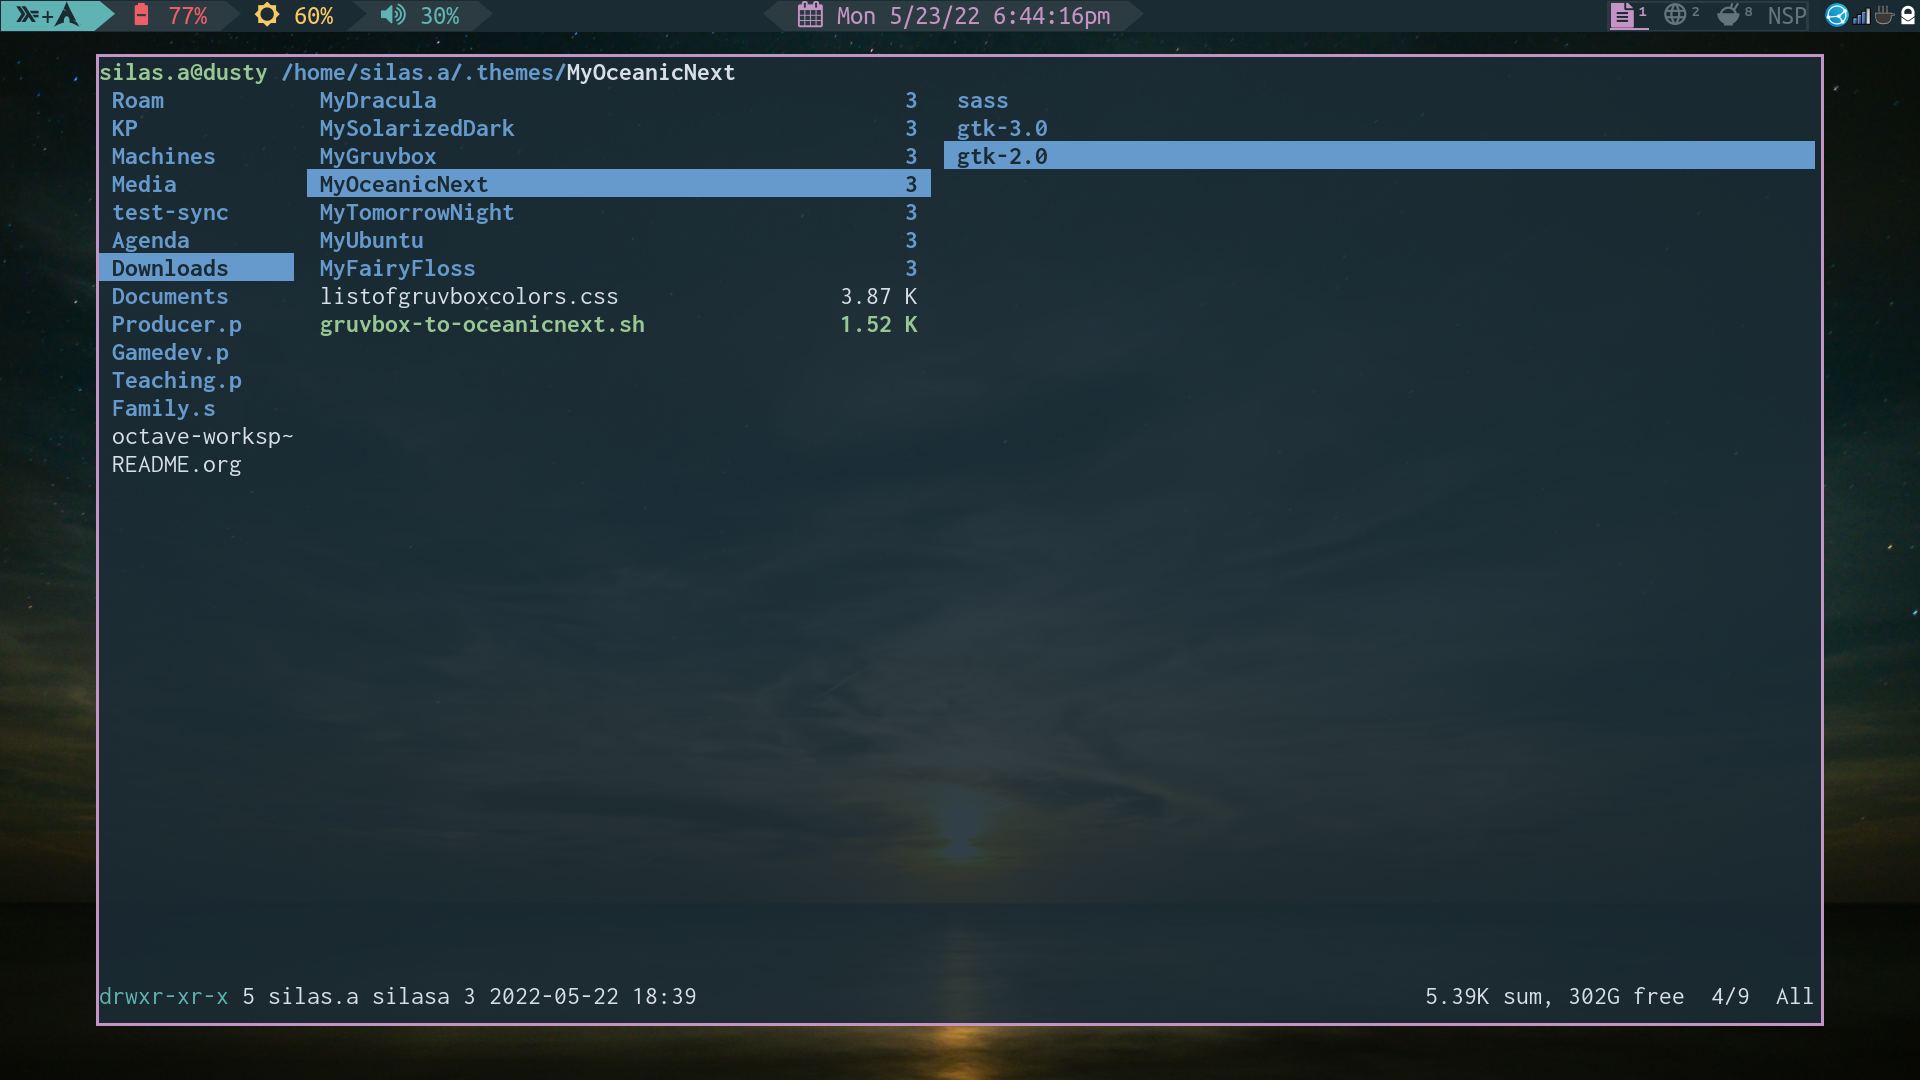 + 77% 60% 30% Mon 5/23/22 6:44:16pm 1 2 8 NSP
silas.a@dusty /home/silas.a/.themes/MyOceanicNext
Roam MyDracula 3 sass
KP MySolarizedDark 3 gtk-3.0
Machines MyGruvbox 3 gtk-2.0
Media MyOceanicNext 3
test-sync MyTomorrowNight 3
Agenda MyUbuntu 3
Downloads MyFairyFloss 3
Documents listofgruvboxcolors.css 3.87 K
Producer.p gruvbox-to-oceanicnext.sh 1.52 K
Gamedev.p
Teaching.p
Family.s
octave-worksp~
README.org
drwxr-xr-x 5 silas.a silasa 3 2022-05-22 18:39 5.39K sum, 302G free 4/9 All